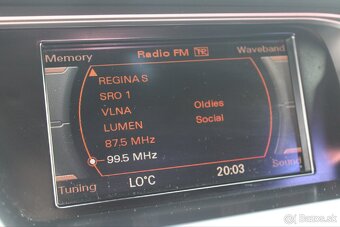 Memory
Radio FM TP
Waveband
REGINA S
SRO 1
VLNA Oldies
LUMEN Social
87.5 MHz
99.5 MHz
Tuning
LO°C
20:03
Sound
Bazos.sk